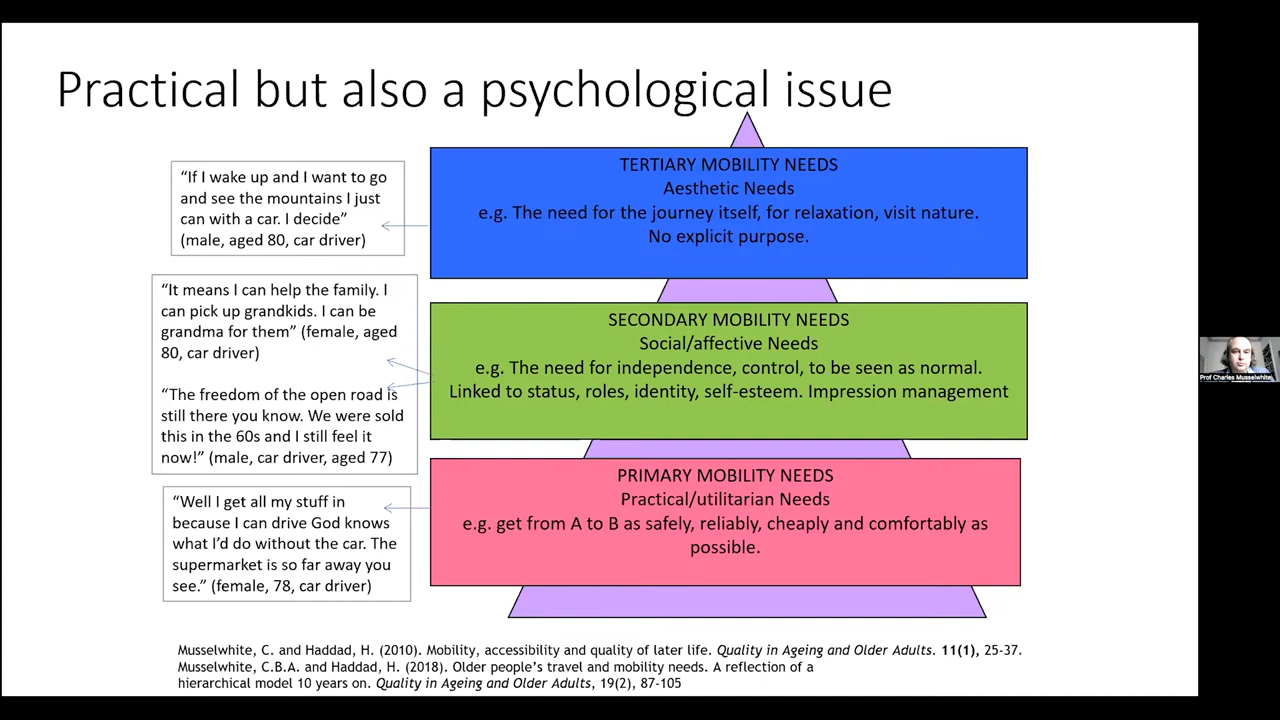 Practical but also a psychological issue
TERTIARY MOBILITY NEEDS
Aesthetic Needs
e.g. The need for the journey itself, for relaxation, visit nature.
No explicit purpose.
“If I wake up and I want to go
and see the mountains I just
can with a car. I decide”
(male, aged 80, car driver)
SECONDARY MOBILITY NEEDS
Social/affective Needs
e.g. The need for independence, control, to be seen as normal.
Linked to status, roles, identity, self-esteem. Impression management
“It means I can help the family. I
can pick up grandkids. I can be
grandma for them” (female, aged
80, car driver)
“The freedom of the open road is
still there you know. We were sold
this in the 60s and I still feel it
now!” (male, car driver, aged 77)
PRIMARY MOBILITY NEEDS
Practical/utilitarian Needs
e.g. get from A to B as safely, reliably, cheaply and comfortably as
possible.
“Well I get all my stuff in
because I can drive God knows
what I’d do without the car. The
supermarket is so far away you
see.” (female, 78, car driver)
Musselwhite, C. and Haddad, H. (2010). Mobility, accessibility and quality of later life. Quality in Ageing and Older Adults. 11(1), 25-37.
Musselwhite, C.B.A. and Haddad, H. (2018). Older people’s travel and mobility needs. A reflection of a
hierarchical model 10 years on. Quality in Ageing and Older Adults, 19(2), 87-105
Prof Charles Musselwhite